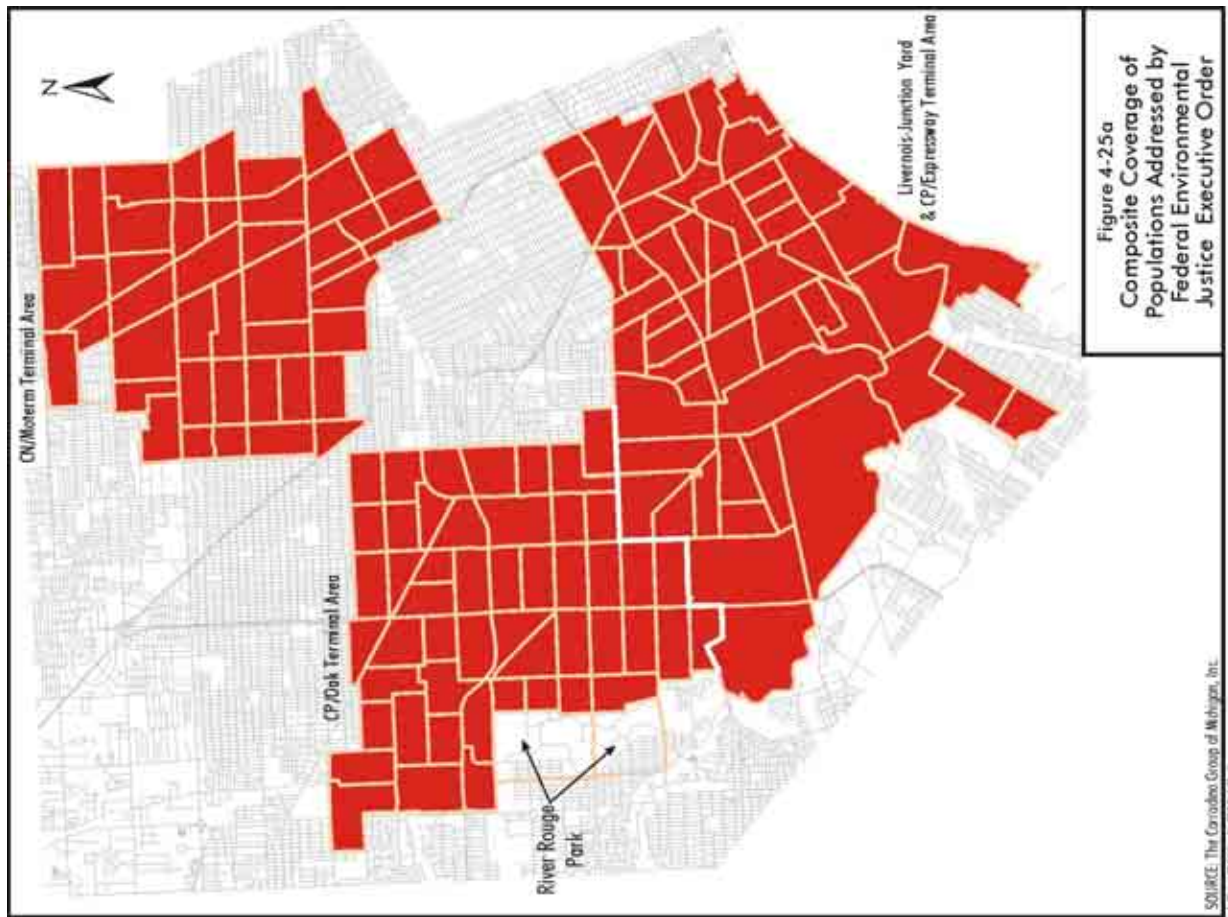 N
CN/Moterm Terminal Area
CP/Oak Terminal Area
River Rouge
Park
Livernois-Junction Yard
& CP/Expressway Terminal Area
Figure 4-25a
Composite Coverage of
Populations Addressed by
Federal Environmental
Justice Executive Order
SOURCE: The Corradino Group of Michigan, Inc.